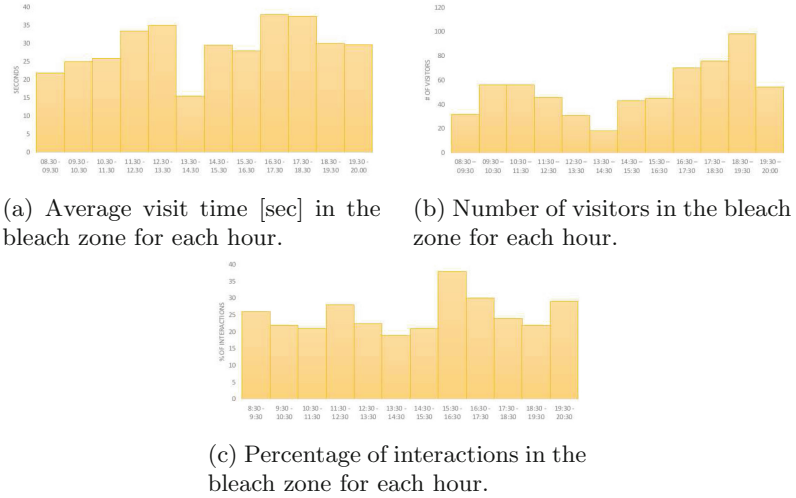 40
35
30
25
20
15
10
5
0
SECONDS
08.30 - 09.30 - 10.30 - 11.30 - 12.30 - 13.30 - 14.30 - 15.30 - 16.30 - 17.30 - 18.30 - 19.30 -
09.30 10.30 11.30 12.30 13.30 14.30 15.30 16.30 17.30 18.30 19.30 20.00
(a) Average visit time [sec] in the
bleach zone for each hour.
120
100
80
60
40
20
0
# OF VISITORS
08:30 – 09:30 – 10:30 – 11:30 – 12:30 – 13:30 – 14:30 – 15:30 – 16:30 – 17:30 – 18:30 – 19:30 –
09:30 10:30 11:30 12:30 13:30 14:30 15:30 16:30 17:30 18:30 19:30 20:00
(b) Number of visitors in the bleach
zone for each hour.
40
35
30
25
20
15
10
5
0
% OF INTERACTIONS
8:30 - 9:30 - 10:30 - 11:30 - 12:30 - 13:30 - 14:30 - 15:30 - 16:30 - 17:30 - 18:30 - 19:30 -
9:30 10:30 11:30 12:30 13:30 14:30 15:30 16:30 17:30 18:30 19:30 20:30
(c) Percentage of interactions in the
bleach zone for each hour.